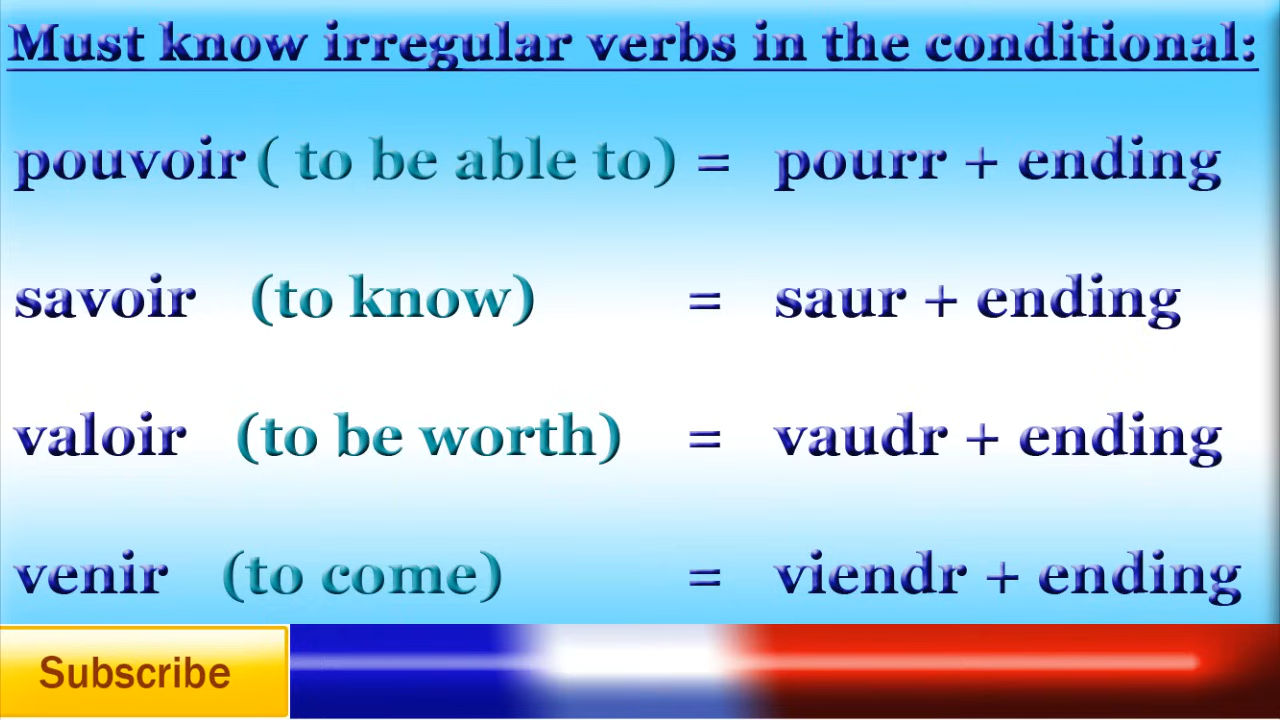 Must know irregular verbs in the conditional:
pouvoir ( to be able to) = pourr + ending
savoir (to know) = saur + ending
valoir (to be worth) = vaudr + ending
venir (to come) = viendr + ending
Subscribe